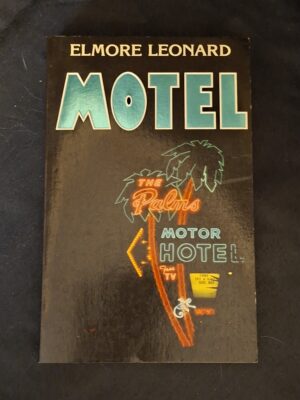 ELMORE LEONARD
MOTEL
THE
Palms
MOTOR
HOTEL
TV